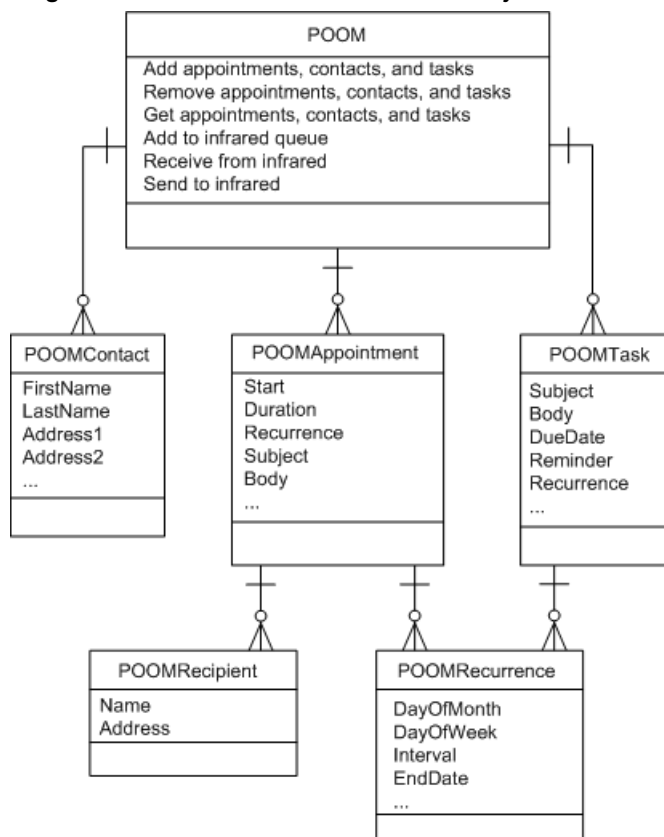 POOM
Add appointments, contacts, and tasks
Remove appointments, contacts, and tasks
Get appointments, contacts, and tasks
Add to infrared queue
Receive from infrared
Send to infrared
POOMContact
FirstName
LastName
Address1
Address2
...
POOMAppointment
Start
Duration
Recurrence
Subject
Body
...
POOMTask
Subject
Body
DueDate
Reminder
Recurrence
...
POOMRecipient
Name
Address
POOMRecurrence
DayOfMonth
DayOfWeek
Interval
EndDate
...